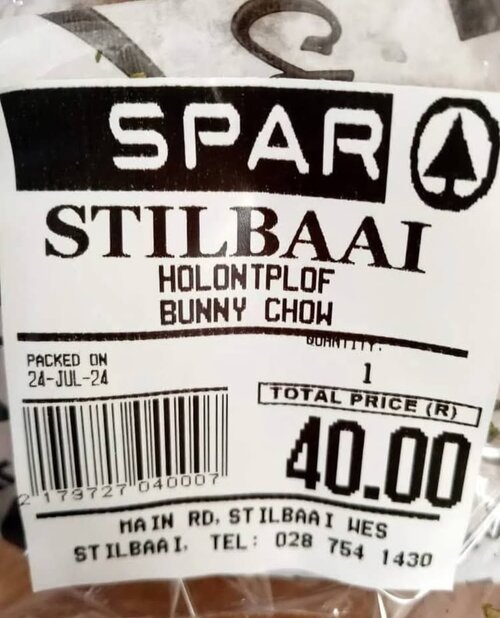 SPAR
STILBAAI
HOLONTPLOF
BUNNY CHOW
QUANTITY:
PACKED ON
24-JUL-24
1
TOTAL PRICE (R)
40.00
2 179727 040007
MAIN RD, STILBAAI WES
STILBAAI, TEL: 028 754 1430